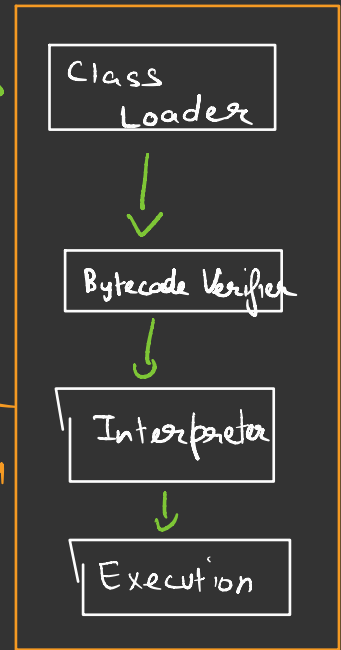 Class
Loader
Bytecode Verifier
Interpreter
Execution